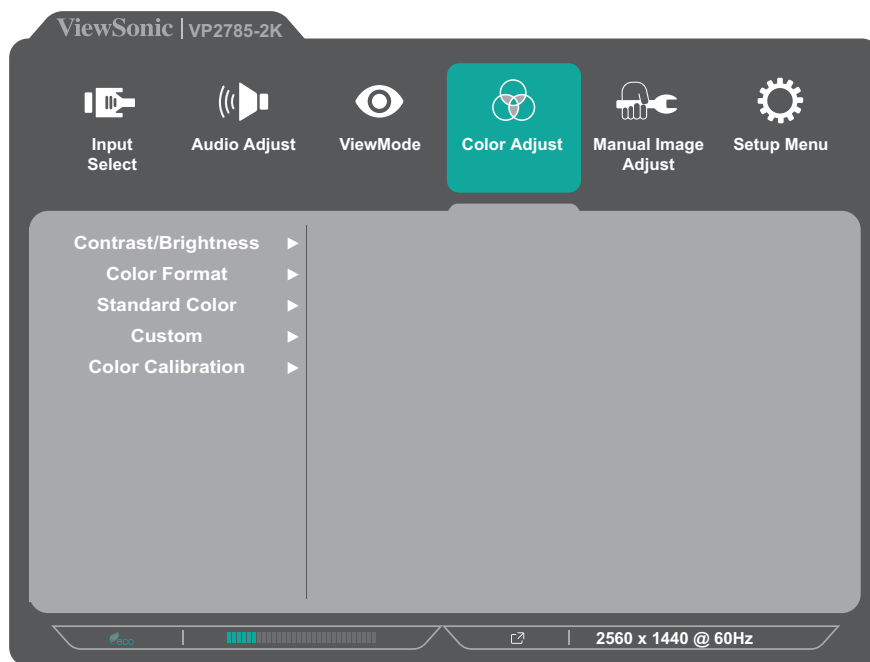 ViewSonic | VP2785-2K
Input Select
Audio Adjust
ViewMode
Color Adjust
Manual Image Adjust
Setup Menu
Contrast/Brightness
Color Format
Standard Color
Custom
Color Calibration
eco
2560 x 1440 @ 60Hz